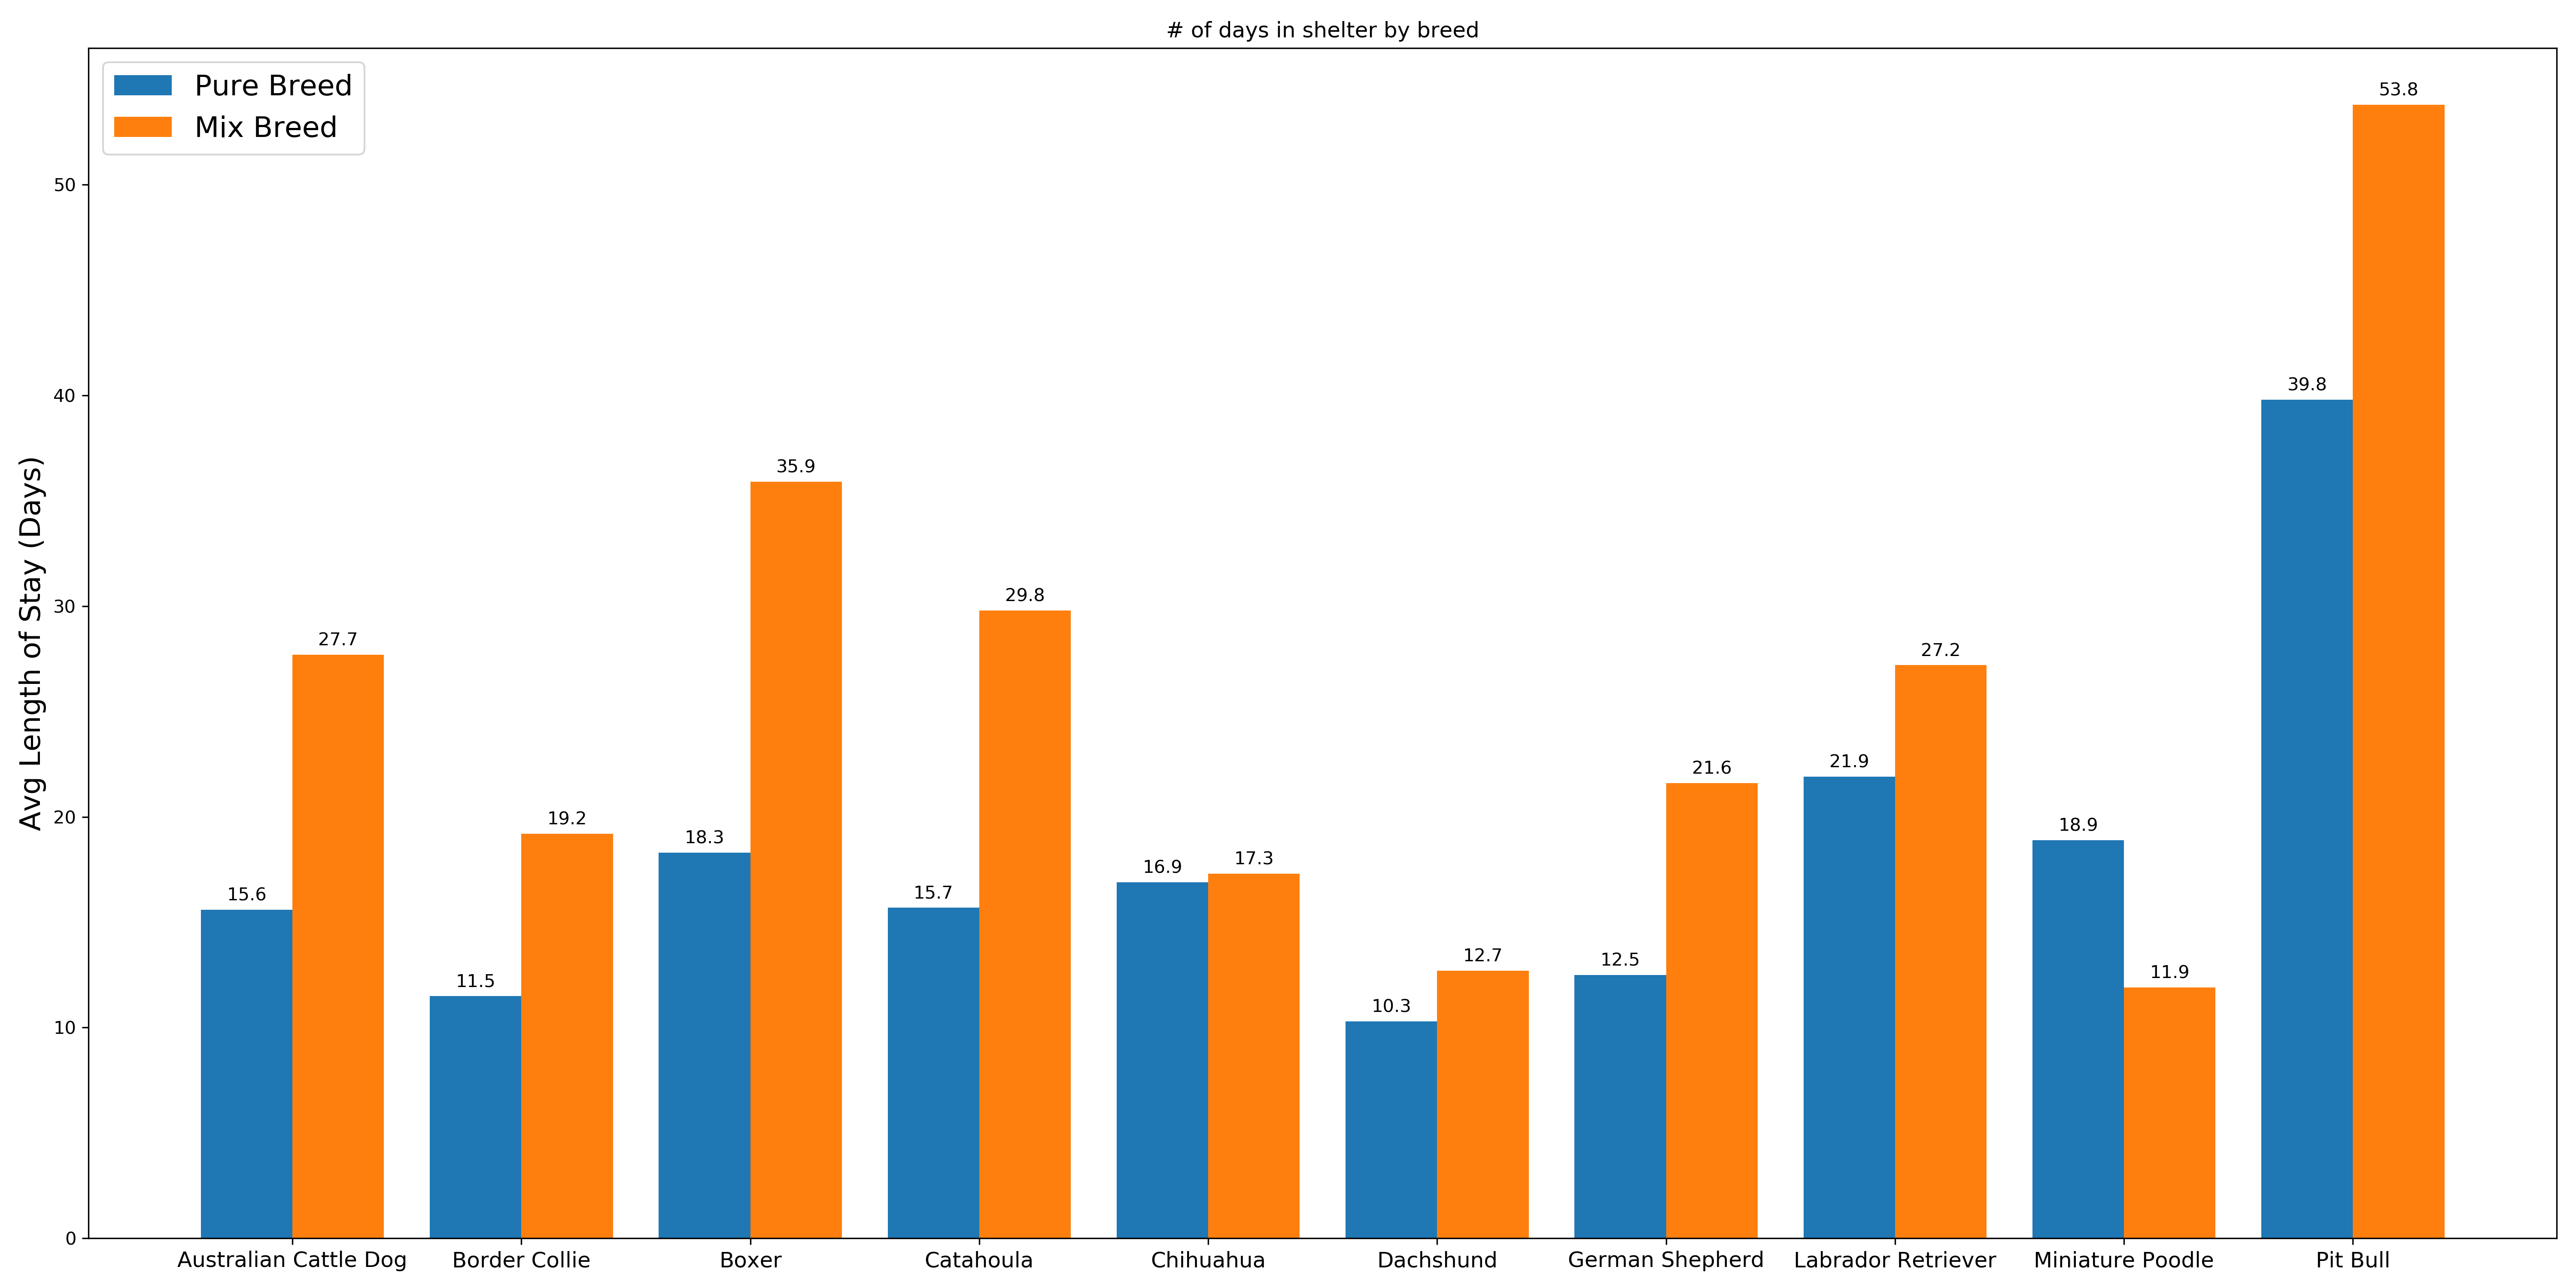 # of days in shelter by breed
Pure Breed
Mix Breed
Avg Length of Stay (Days)
50
40
30
20
10
0
15.6
27.7
11.5
19.2
18.3
35.9
15.7
29.8
16.9
17.3
10.3
12.7
12.5
21.6
21.9
27.2
18.9
11.9
39.8
53.8
Australian Cattle Dog
Border Collie
Boxer
Catahoula
Chihuahua
Dachshund
German Shepherd
Labrador Retriever
Miniature Poodle
Pit Bull